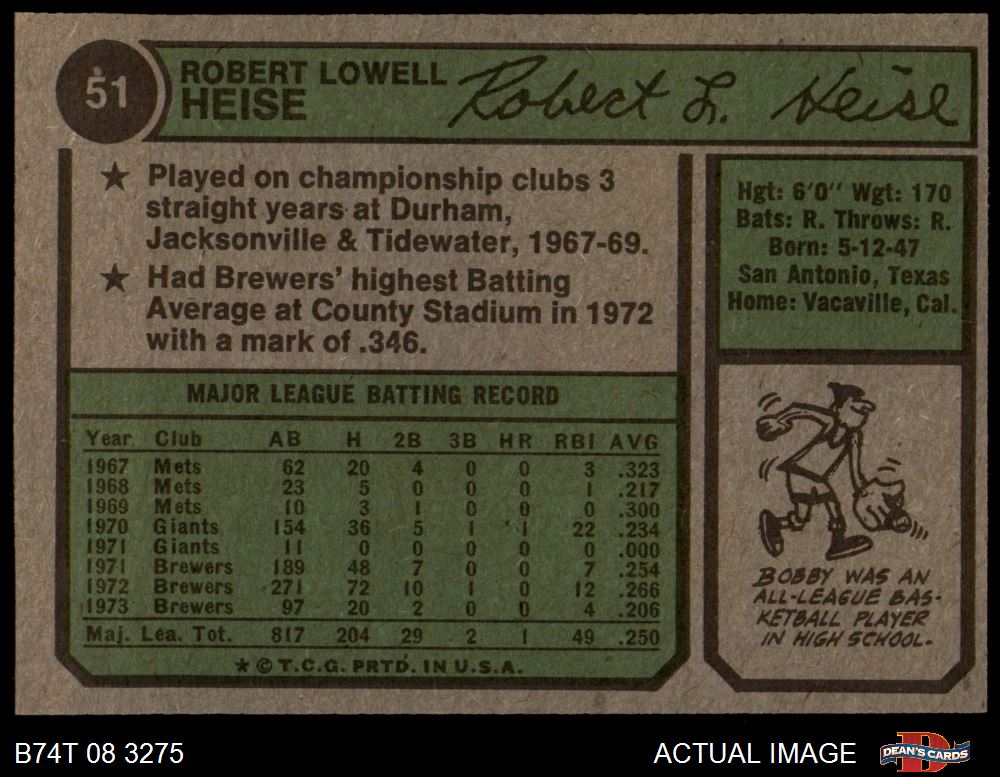 51
ROBERT LOWELL
HEISE
Robert L. Heise
★ Played on championship clubs 3
straight years at Durham,
Jacksonville & Tidewater, 1967-69.
★ Had Brewers' highest Batting
Average at County Stadium in 1972
with a mark of .346.
Hgt: 6'0" Wgt: 170
Bats: R. Throws: R.
Born: 5-12-47
San Antonio, Texas
Home: Vacaville, Cal.
MAJOR LEAGUE BATTING RECORD
Year Club AB H 2B 3B HR RBI AVG
1967 Mets 62 20 4 0 0 3 .323
1968 Mets 23 5 0 0 0 1 .217
1969 Mets 10 3 1 0 0 0 .300
1970 Giants 154 36 5 1 1 22 .234
1971 Giants 11 0 0 0 0 0 .000
1971 Brewers 189 48 7 0 0 7 .254
1972 Brewers 271 72 10 1 0 12 .266
1973 Brewers 97 20 2 0 0 4 .206
Maj. Lea. Tot. 817 204 29 2 1 49 .250
★ © T.C.G. PRTD. IN U.S.A.
BOBBY WAS AN
ALL-LEAGUE BAS-
KETBALL PLAYER
IN HIGH SCHOOL.
B74T 08 3275
ACTUAL IMAGE
DEAN'S CARDS